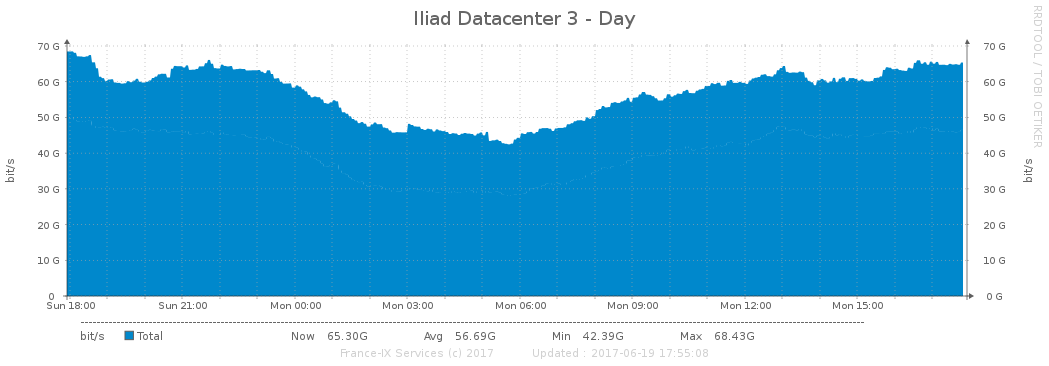 Iliad Datacenter 3 - Day
RRDTOOL / TOBI OETIKER
bit/s
70 G
60 G
50 G
40 G
30 G
20 G
10 G
0
70 G
60 G
50 G
40 G
30 G
20 G
10 G
0 G
bit/s
Sun 18:00 Sun 21:00 Mon 00:00 Mon 03:00 Mon 06:00 Mon 09:00 Mon 12:00 Mon 15:00
bit/s Total Now 65.30G Avg 56.69G Min 42.39G Max 68.43G
France-IX Services (c) 2017 Updated : 2017-06-19 17:55:08